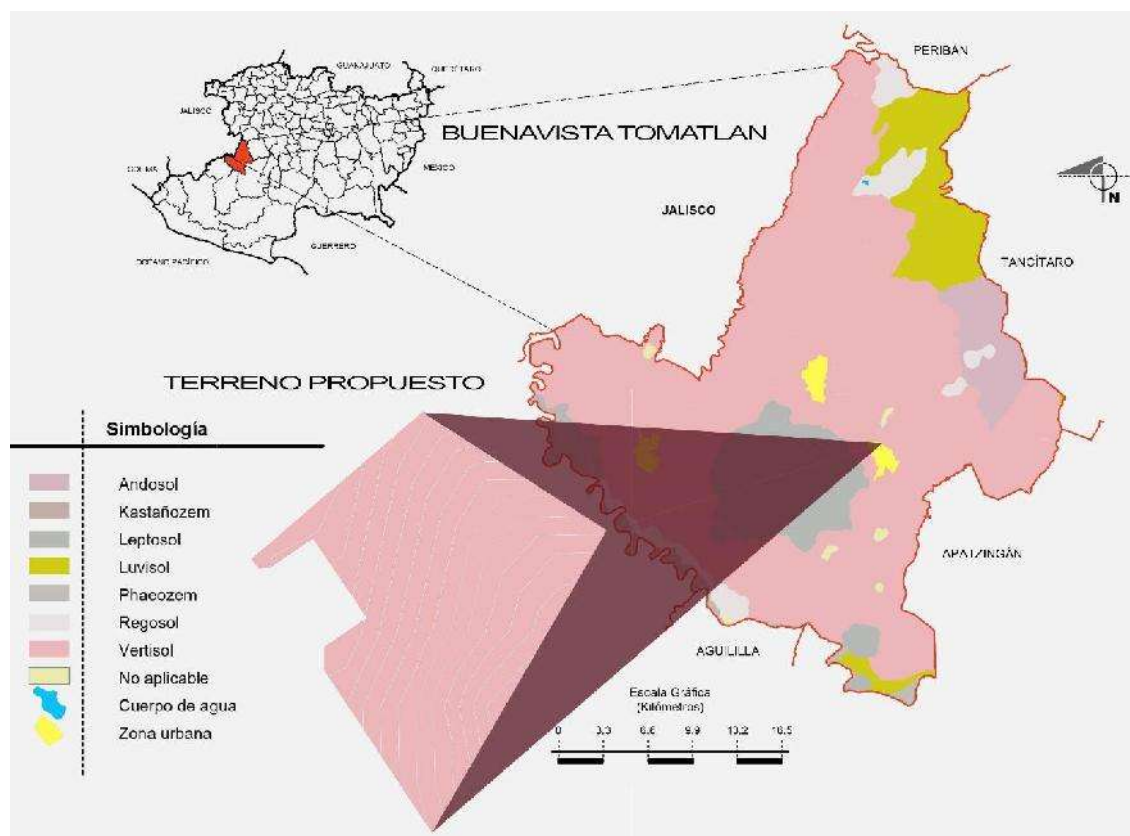 GUANAJUATO
QUERÉTARO
JALISCO
COLIMA
MÉXICO
GUERRERO
OCÉANO PACÍFICO
BUENAVISTA TOMATLAN
PERIBÁN
JALISCO
N
TANCÍTARO
TERRENO PROPUESTO
Simbología
Andosol
Kastañozem
Leptosol
Luvisol
Phaeozem
Regosol
Vertisol
No aplicable
Cuerpo de agua
Zona urbana
APATZINGÁN
AGUILILLA
Escala Gráfica
(Kilómetros)
0 3.3 6.6 9.9 13.2 16.5